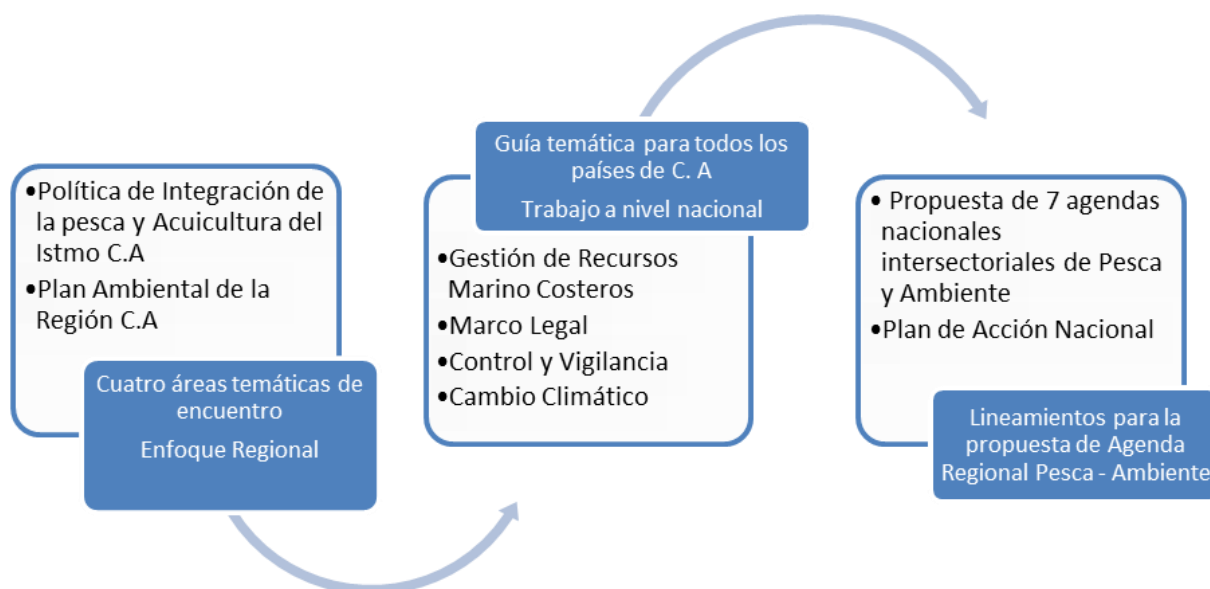 •Política de Integración de
la pesca y Acuicultura del
Istmo C.A
•Plan Ambiental de la
Región C.A
Cuatro áreas temáticas de
encuentro
Enfoque Regional
Guía temática para todos los
países de C. A
Trabajo a nivel nacional
•Gestión de Recursos
Marino Costeros
•Marco Legal
•Control y Vigilancia
•Cambio Climático
• Propuesta de 7 agendas
nacionales
intersectoriales de Pesca
y Ambiente
•Plan de Acción Nacional
Lineamientos para la
propuesta de Agenda
Regional Pesca - Ambiente